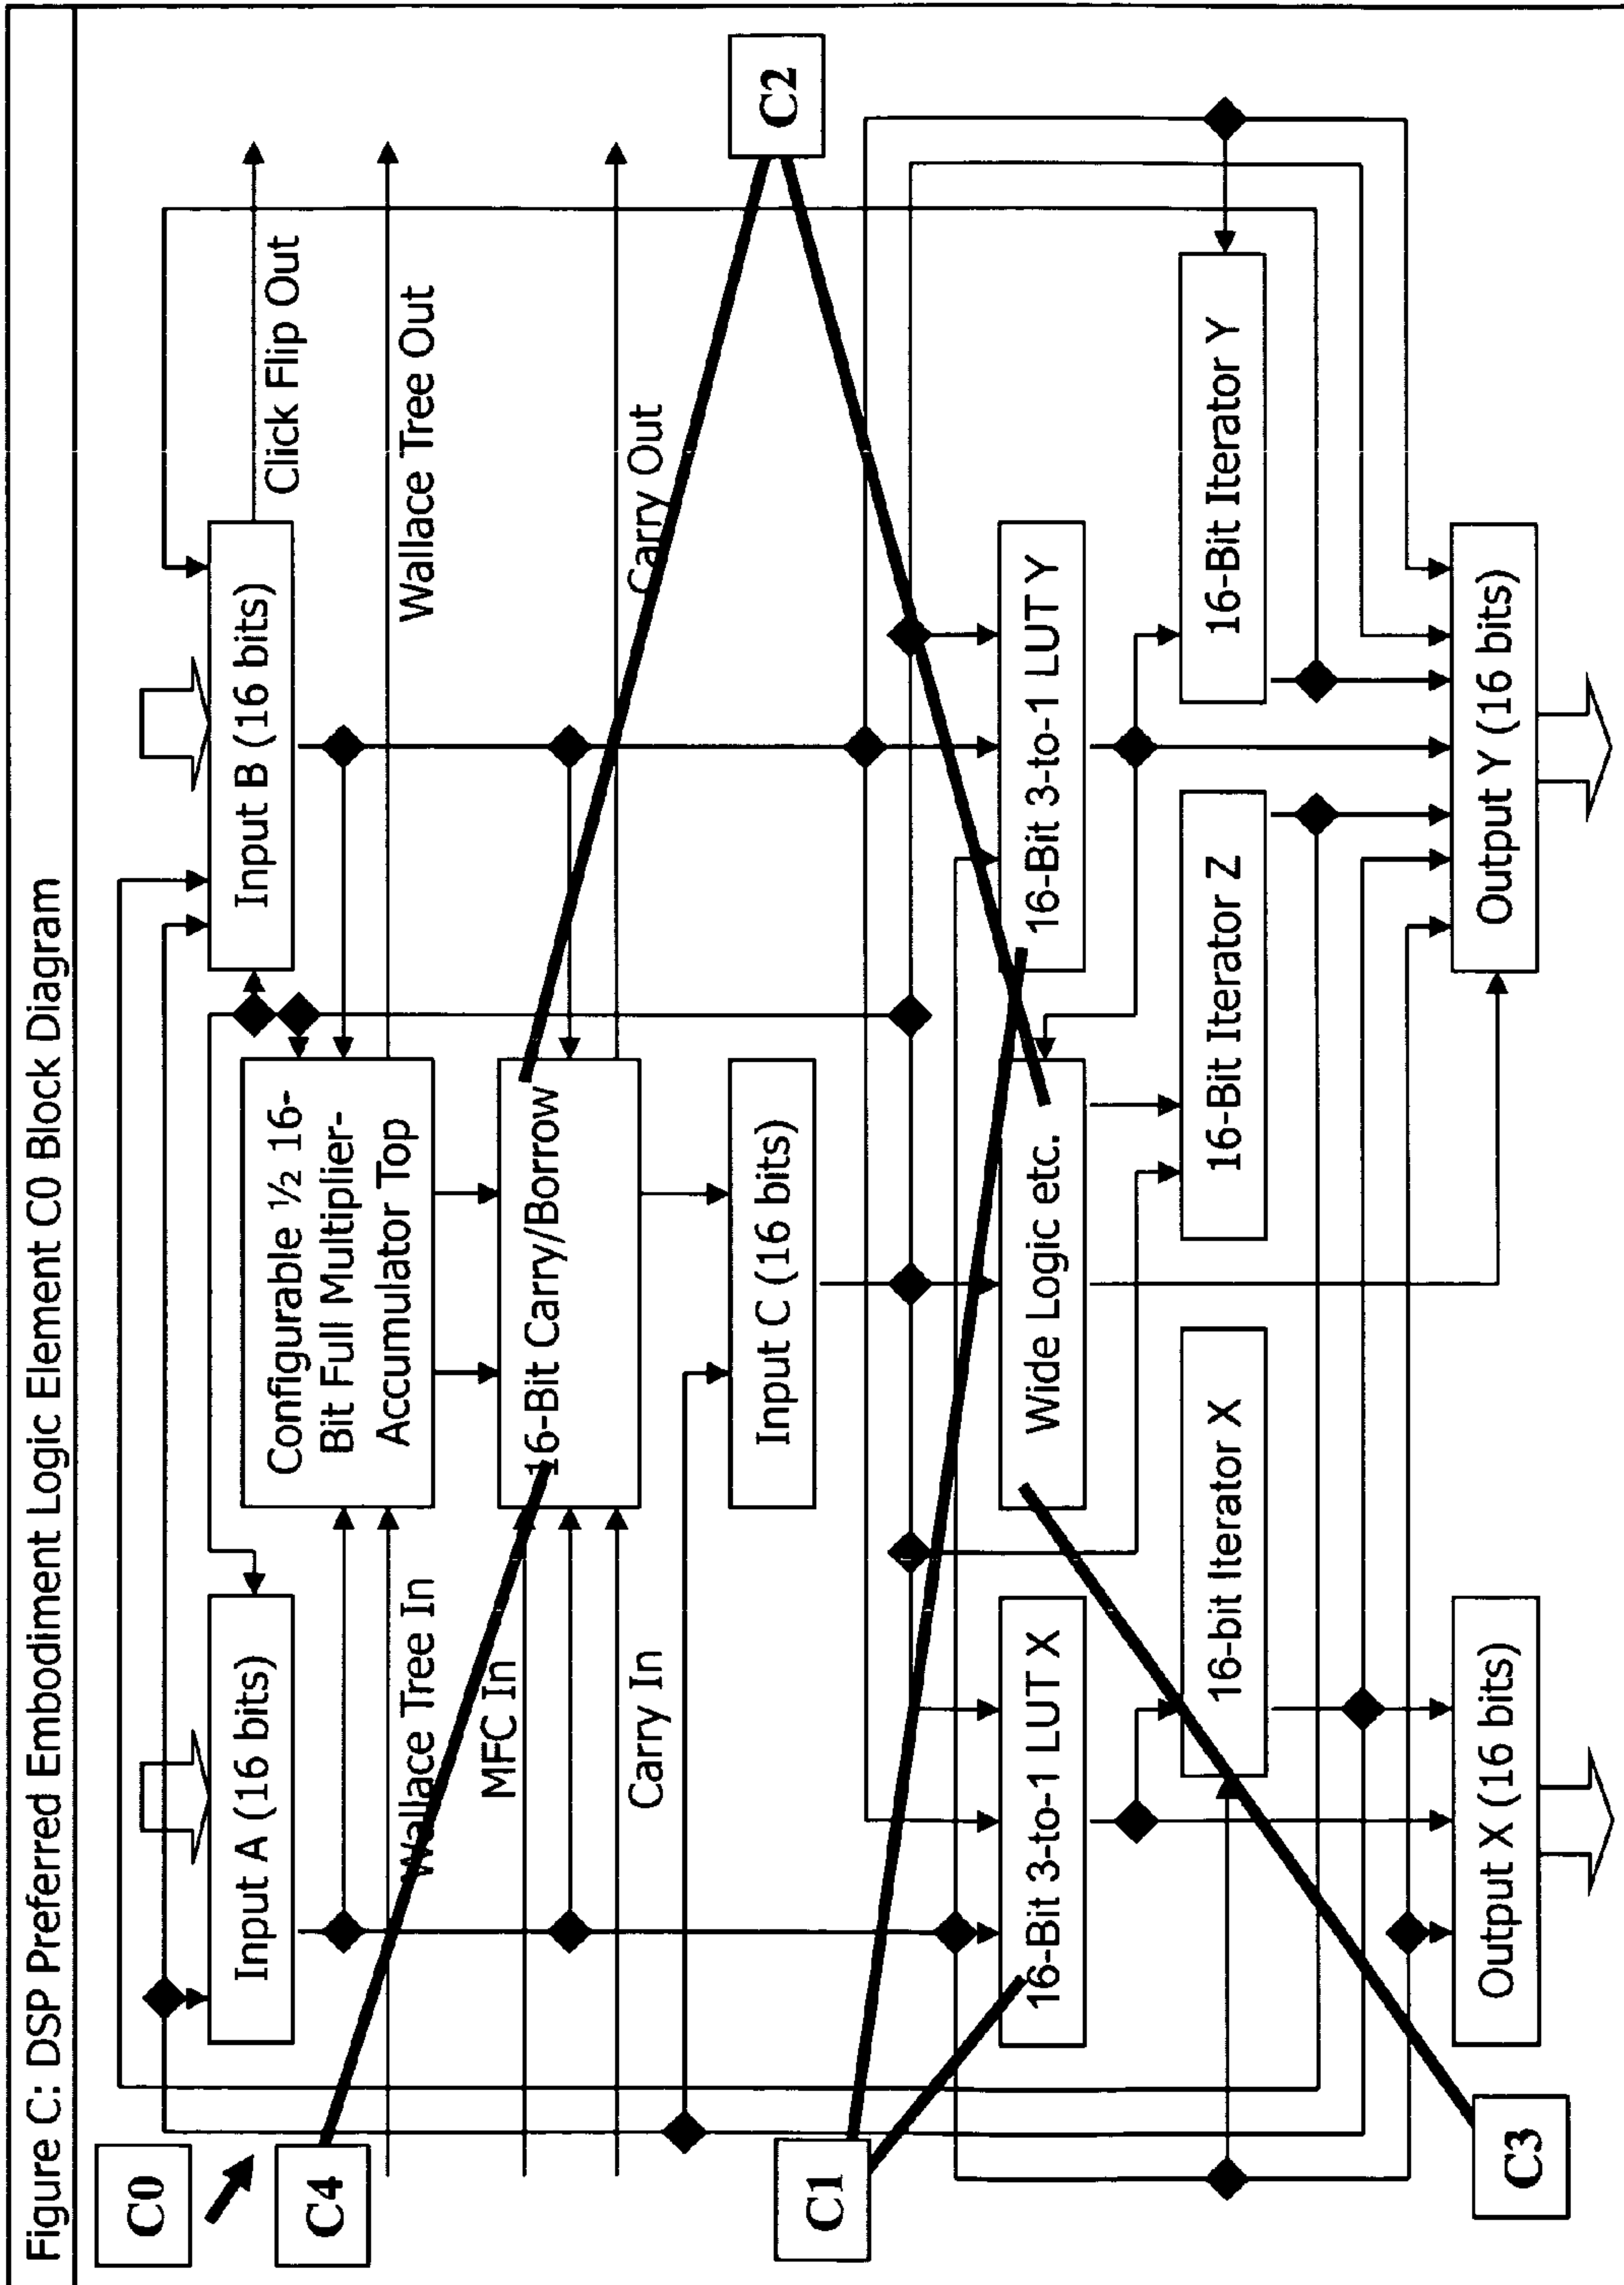 Figure C: DSP Preferred Embodiment Logic Element C0 Block Diagram
C0
C4
Input A (16 bits)
Input B (16 bits)
Click Flip Out
Configurable ½ 16-
Bit Full Multiplier-
Accumulator Top
Wallace Tree In
Wallace Tree Out
MFC In
16-Bit Carry/Borrow
Carry In
Carry Out
C2
Input C (16 bits)
C1
16-Bit 3-to-1 LUT X
Wide Logic etc.
16-Bit 3-to-1 LUT Y
16-bit Iterator X
16-Bit Iterator Z
16-Bit Iterator Y
C3
Output X (16 bits)
Output Y (16 bits)